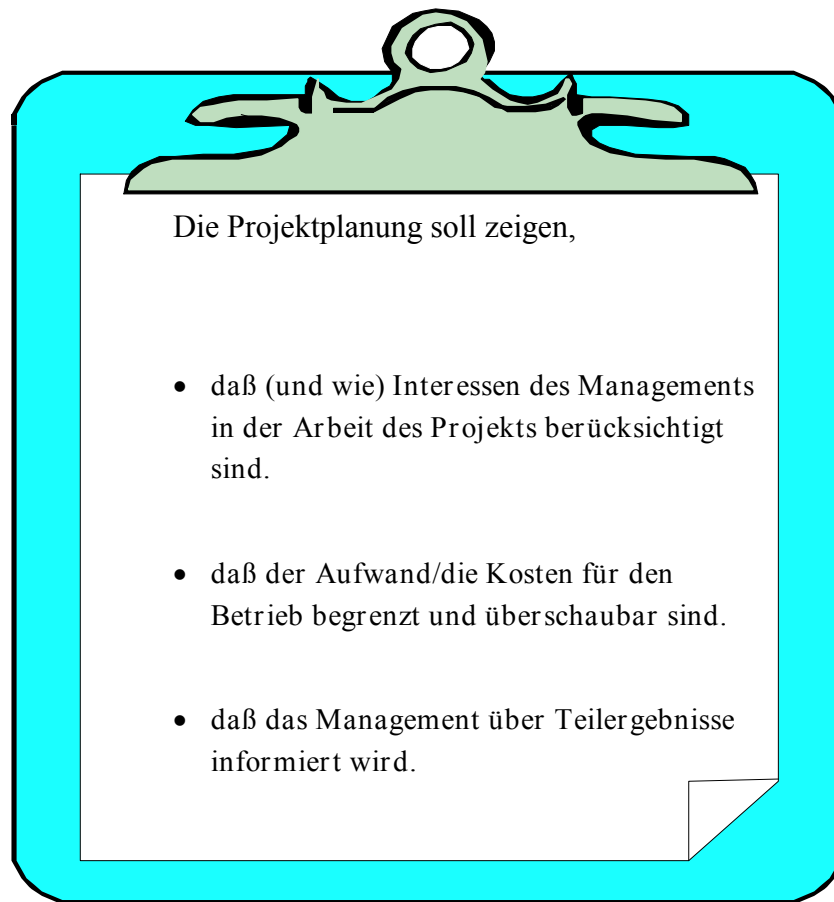 Die Projektplanung soll zeigen,
• daß (und wie) Interessen des Managements
in der Arbeit des Projekts berücksichtigt
sind.
• daß der Aufwand/die Kosten für den
Betrieb begrenzt und überschaubar sind.
• daß das Management über Teilergebnisse
informiert wird.